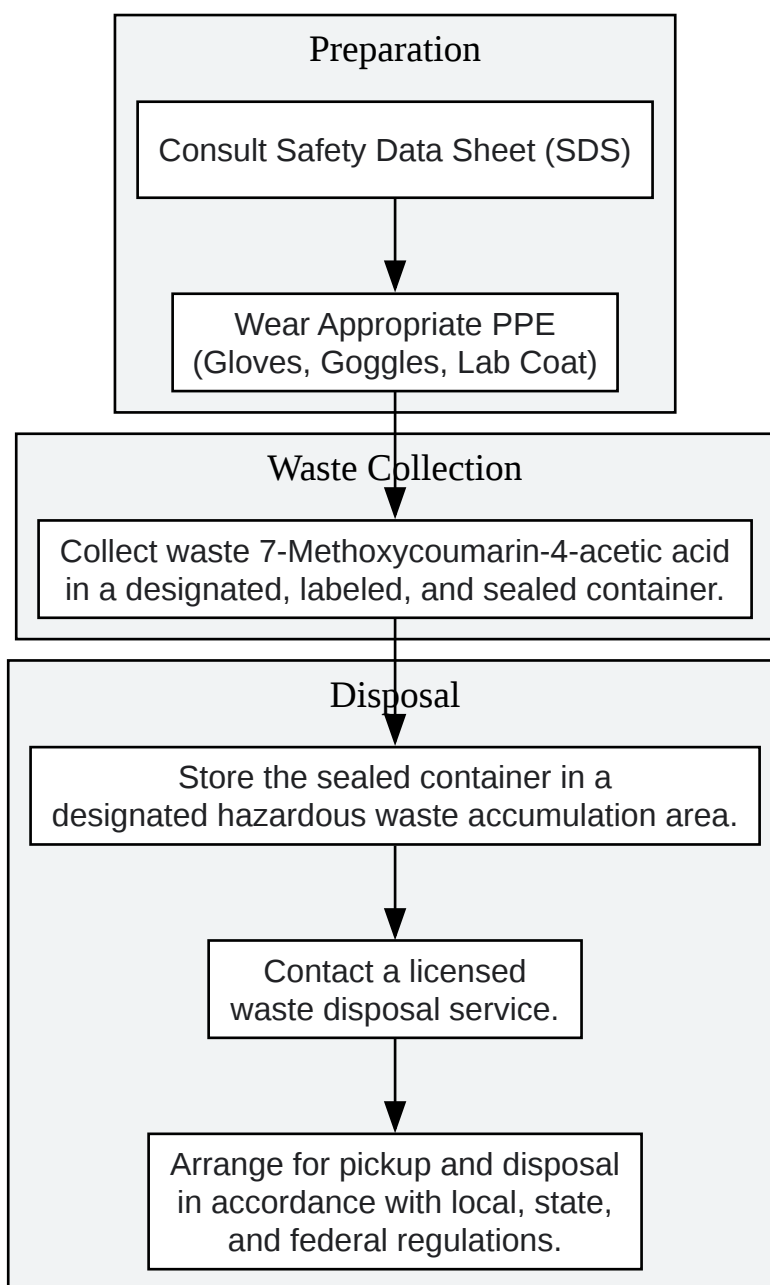 Preparation
Consult Safety Data Sheet (SDS)
Wear Appropriate PPE
(Gloves, Goggles, Lab Coat)
Waste Collection
Collect waste 7-Methoxycoumarin-4-acetic acid
in a designated, labeled, and sealed container.
Disposal
Store the sealed container in a
designated hazardous waste accumulation area.
Contact a licensed
waste disposal service.
Arrange for pickup and disposal
in accordance with local, state,
and federal regulations.